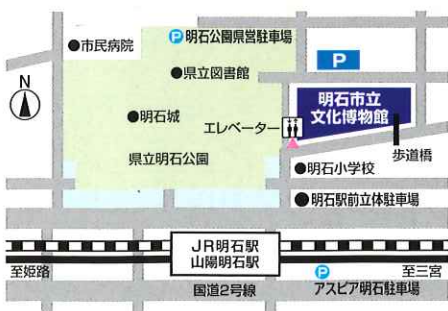 市民病院
P 明石公園県営駐車場
県立図書館
P
N
明石城
エレベーター
明石市立
文化博物館
県立明石公園
歩道橋
明石小学校
明石駅前立体駐車場
JR明石駅
山陽明石駅
至姫路
至三宮
国道2号線
P
アスピア明石駐車場